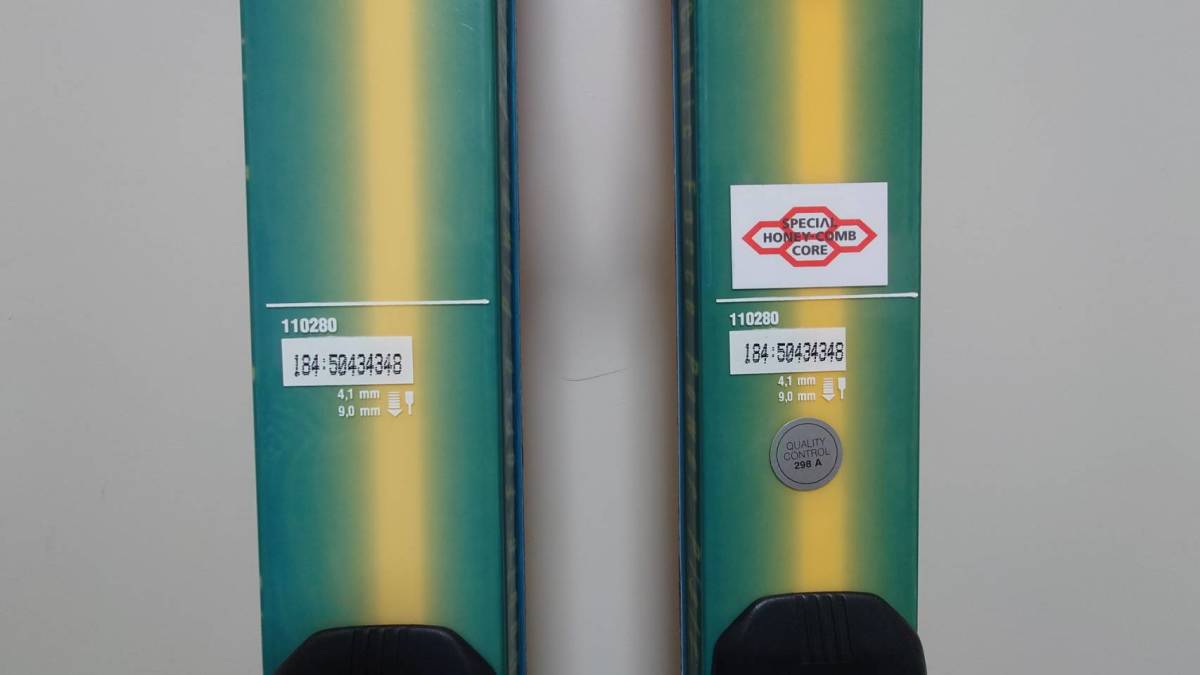 110280
184:50434348
4,1 mm
9,0 mm
SPECIAL
HONEY-COMB
CORE
110280
184:50434348
4,1 mm
9,0 mm
QUALITY
CONTROL
298 A